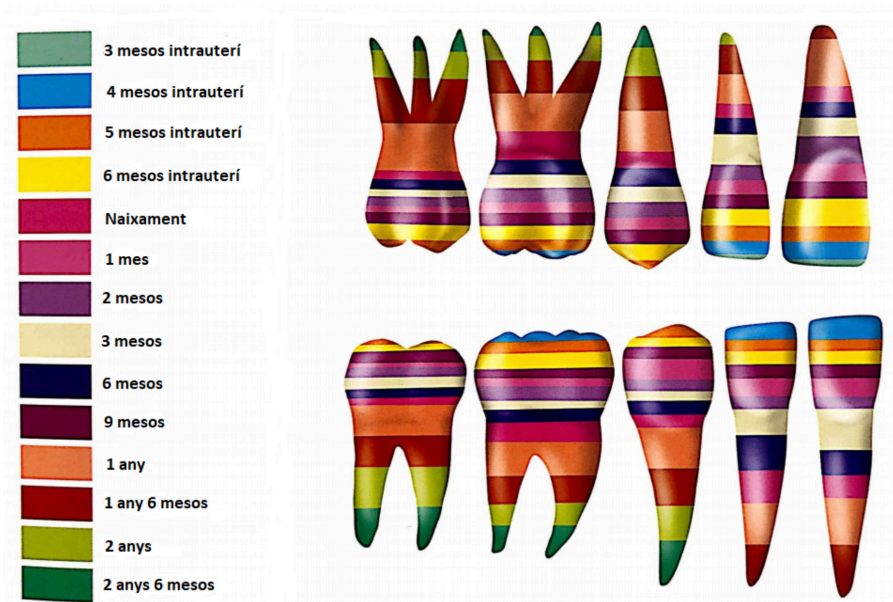 3 mesos intrauterí
4 mesos intrauterí
5 mesos intrauterí
6 mesos intrauterí
Naixament
1 mes
2 mesos
3 mesos
6 mesos
9 mesos
1 any
1 any 6 mesos
2 anys
2 anys 6 mesos